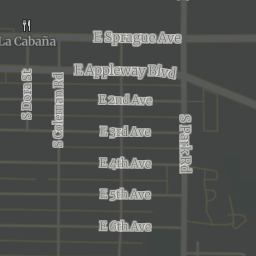 La Cabaña
E Sprague Ave
E Appleway Blvd
S Dora St
S Coleman Rd
E 2nd Ave
E 3rd Ave
S Park Rd
E 4th Ave
E 5th Ave
E 6th Ave